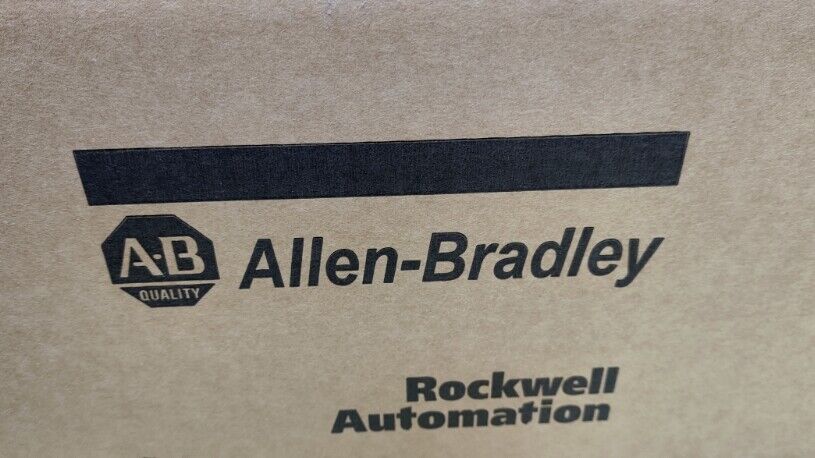 A-B QUALITY
Allen-Bradley
Rockwell
Automation